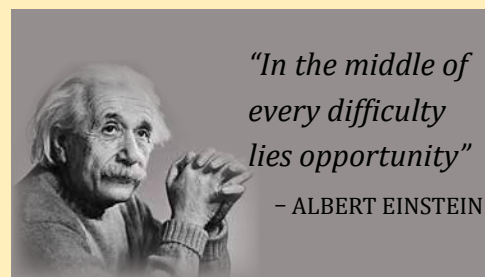 “In the middle of
every difficulty
lies opportunity”
– ALBERT EINSTEIN